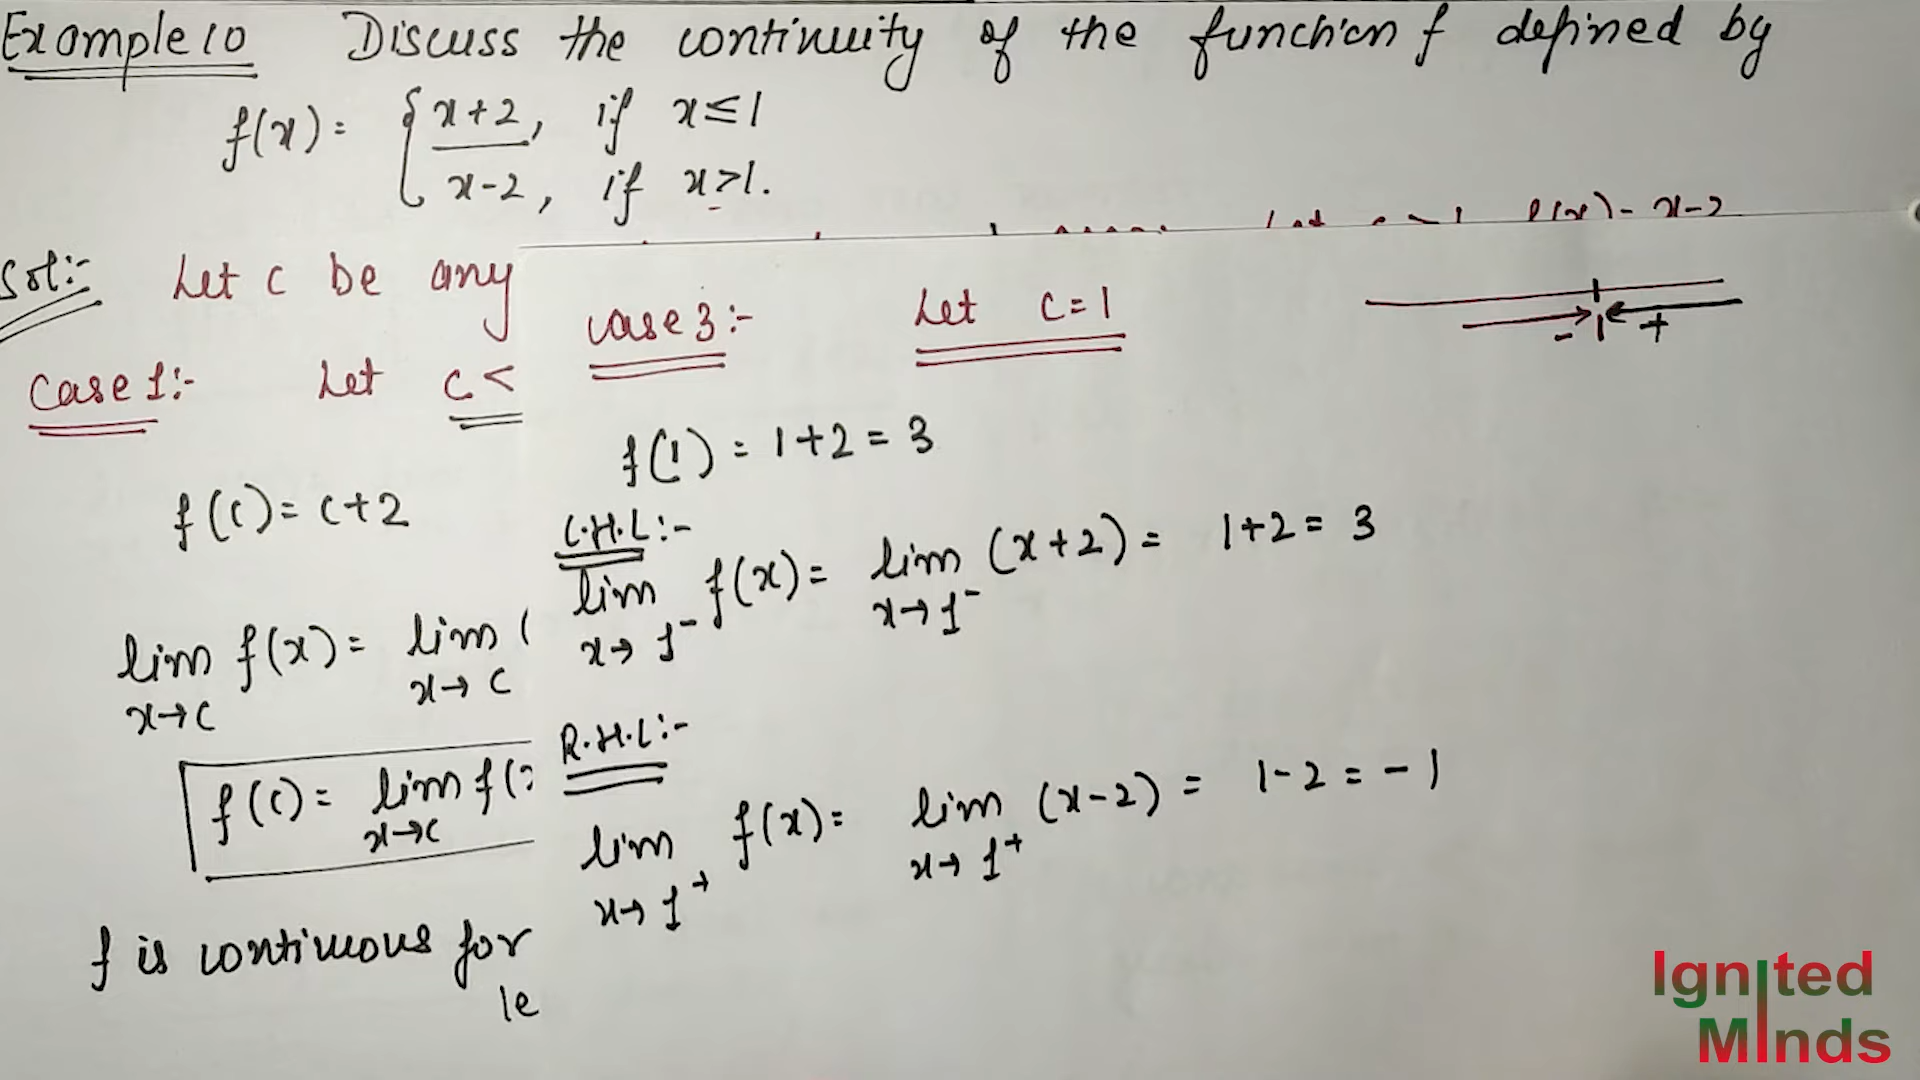 Example 10 Discuss the continuity of the function f defined by
f(x) = { x+2, if x ≤ 1
x-2, if x > 1.
Let f(x) = x-2
Sol:- Let c be any
Case 3:- Let c = 1
- 1 +
Case 1:- Let c <
f(1) = 1+2 = 3
f(c) = c+2
L.H.L:-
lim f(x) = lim (x+2) = 1+2 = 3
x→1⁻ x→1⁻
lim f(x) = lim (
x→c x→c
R.H.L:-
f(c) = lim f(x
x→c
lim f(x) = lim (x-2) = 1-2 = -1
x→1⁺ x→1⁺
f is continuous for
le
Ignited
Minds